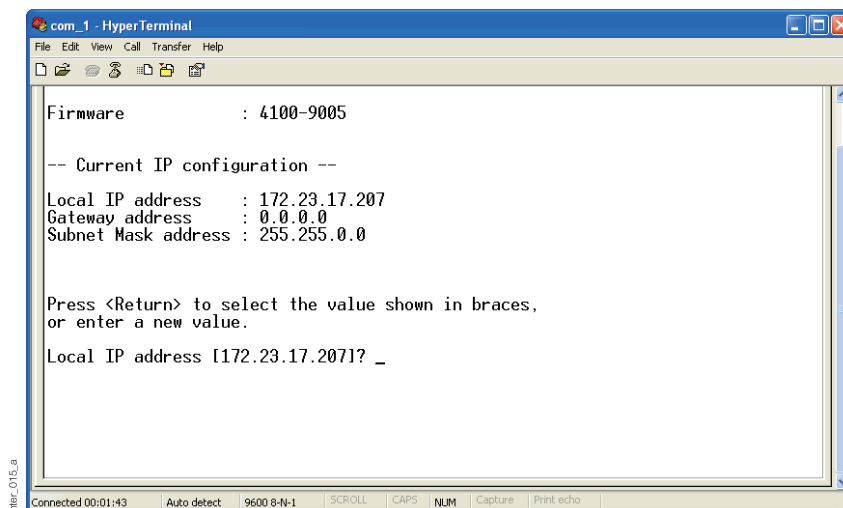 com_1 - HyperTerminal
File Edit View Call Transfer Help
Firmware : 4100-9005
-- Current IP configuration --
Local IP address : 172.23.17.207
Gateway address : 0.0.0.0
Subnet Mask address : 255.255.0.0
Press <Return> to select the value shown in braces,
or enter a new value.
Local IP address [172.23.17.207]? _
Connected 00:01:43 Auto detect 9600 8-N-1 SCROLL CAPS NUM Capture Print echo